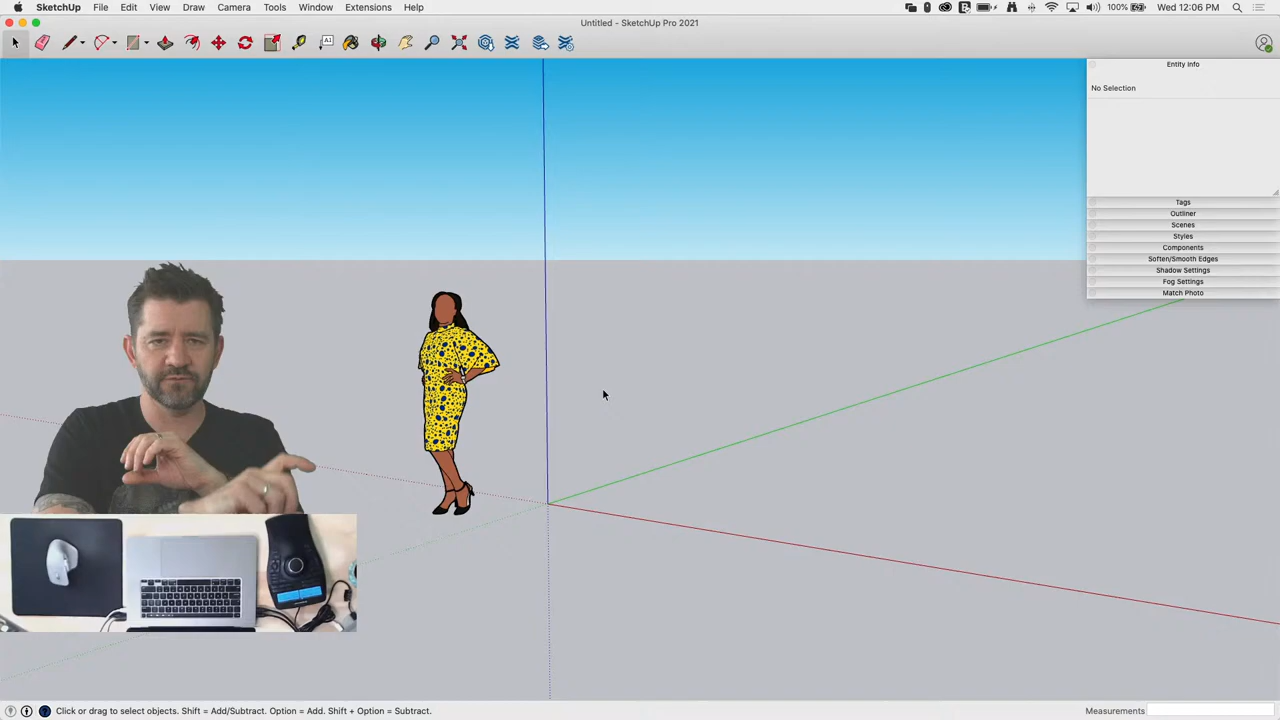 SketchUp File Edit View Draw Camera Tools Window Extensions Help
100% Wed 12:06 PM
Untitled - SketchUp Pro 2021
Entity Info
No Selection
Tags
Outliner
Scenes
Styles
Components
Soften/Smooth Edges
Shadow Settings
Fog Settings
Match Photo
Click or drag to select objects. Shift = Add/Subtract. Option = Add. Shift + Option = Subtract.
Measurements